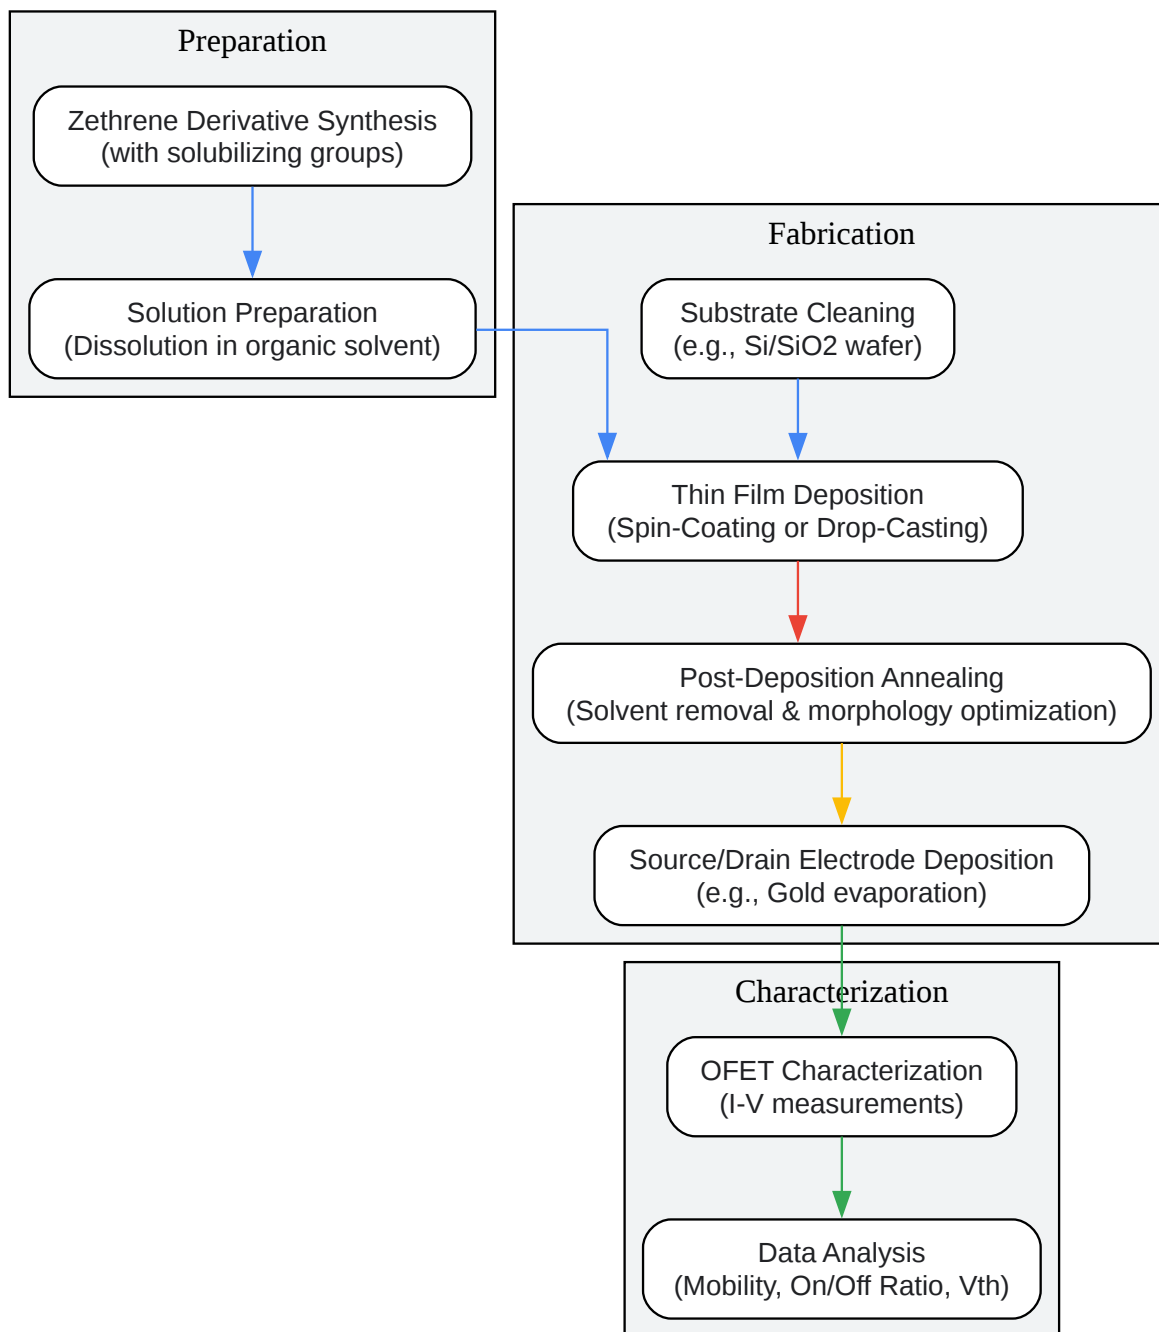 Preparation
Zethrene Derivative Synthesis
(with solubilizing groups)
Solution Preparation
(Dissolution in organic solvent)
Fabrication
Substrate Cleaning
(e.g., Si/SiO2 wafer)
Thin Film Deposition
(Spin-Coating or Drop-Casting)
Post-Deposition Annealing
(Solvent removal & morphology optimization)
Source/Drain Electrode Deposition
(e.g., Gold evaporation)
Characterization
OFET Characterization
(I-V measurements)
Data Analysis
(Mobility, On/Off Ratio, Vth)